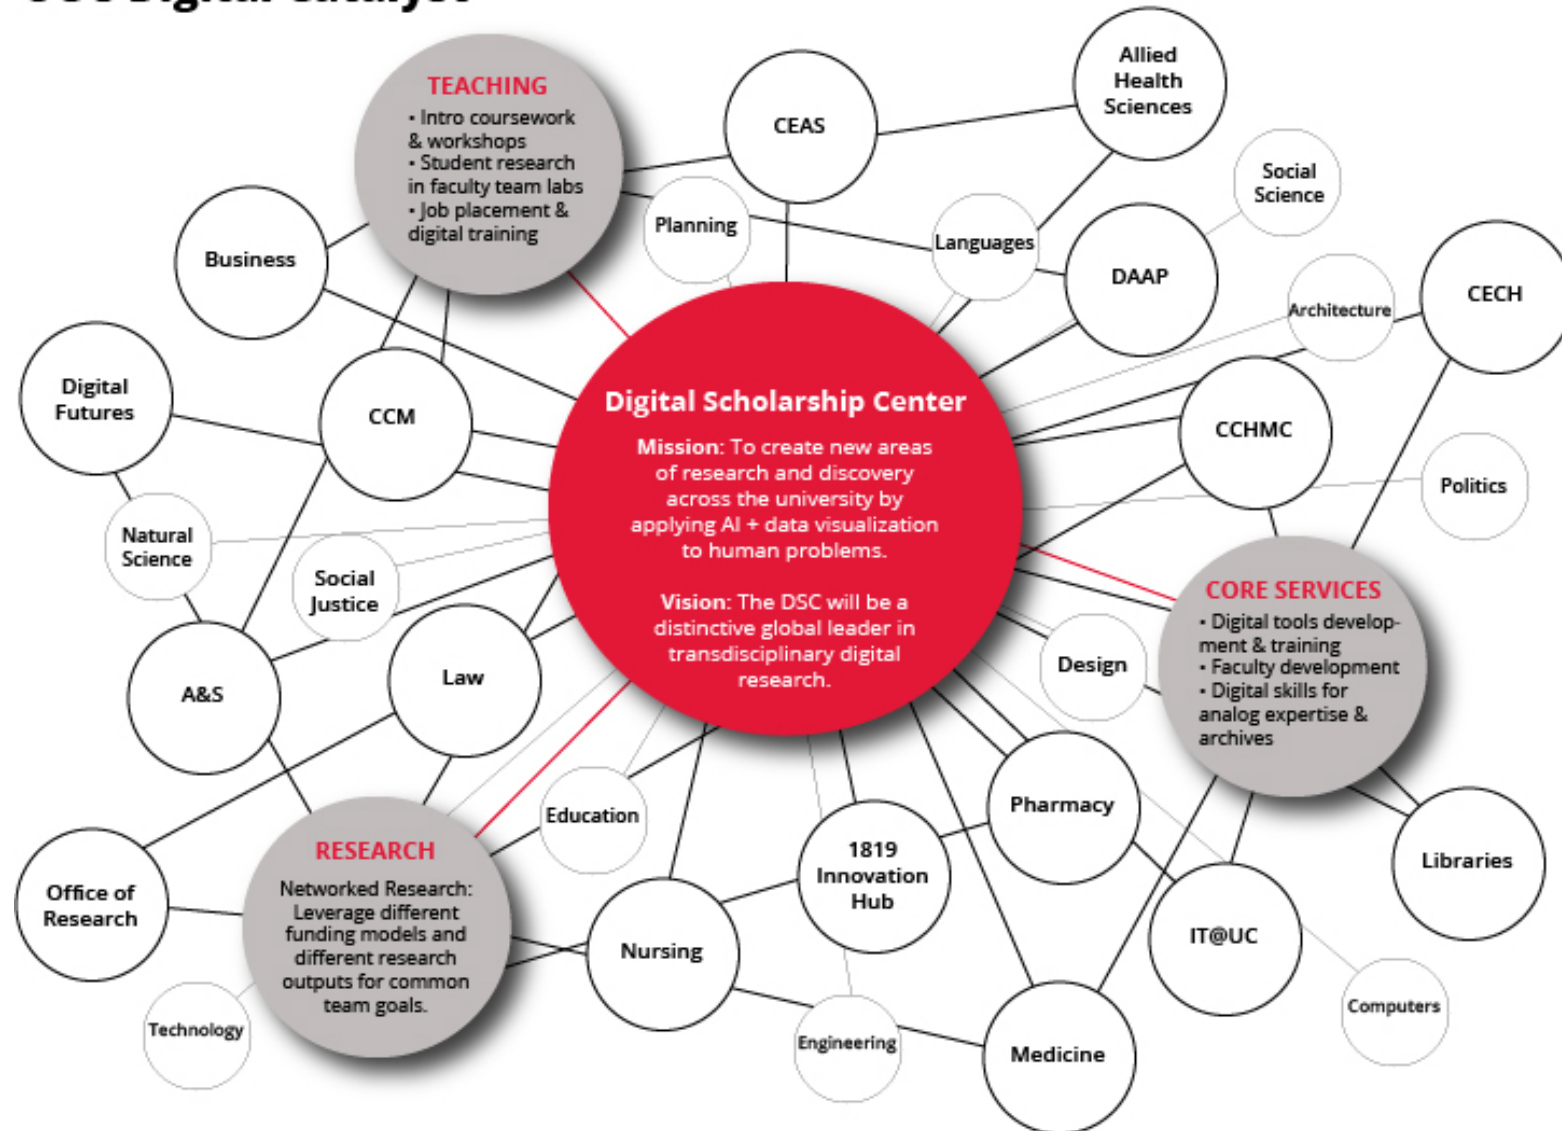 Digital Catalyst
TEACHING
• Intro coursework
& workshops
• Student research
in faculty team labs
• Job placement &
digital training
CEAS
Allied
Health
Sciences
Social
Science
Planning
Languages
Business
DAAP
Architecture
CECH
Digital
Futures
CCM
CCHMC
Digital Scholarship Center
Mission: To create new areas
of research and discovery
across the university by
applying AI + data visualization
to human problems.
Vision: The DSC will be a
distinctive global leader in
transdisciplinary digital
research.
Politics
Natural
Science
Social
Justice
CORE SERVICES
• Digital tools develop-
ment & training
• Faculty development
• Digital skills for
analog expertise &
archives
A&S
Law
Design
Education
Pharmacy
1819
Innovation
Hub
Libraries
RESEARCH
Networked Research:
Leverage different
funding models and
different research
outputs for common
team goals.
Office of
Research
Nursing
IT@UC
Technology
Engineering
Medicine
Computers